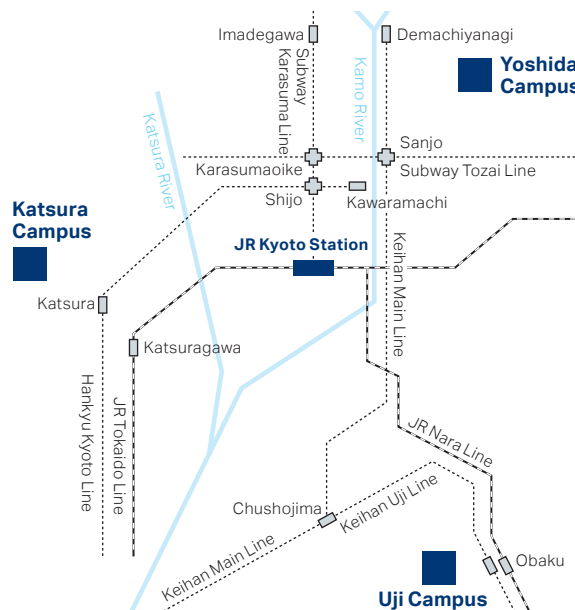 Imadegawa
Demachiyanagi
Subway
Karasuma Line
Kamo River
Yoshida
Campus
Katsura River
Sanjo
Karasumaoike
Subway Tozai Line
Shijo
Kawaramachi
Katsura
Campus
JR Kyoto Station
Keihan Main Line
Katsura
Katsuragawa
Hankyu Kyoto Line
JR Tokaido Line
JR Nara Line
Chushojima
Keihan Uji Line
Keihan Main Line
Obaku
Uji Campus